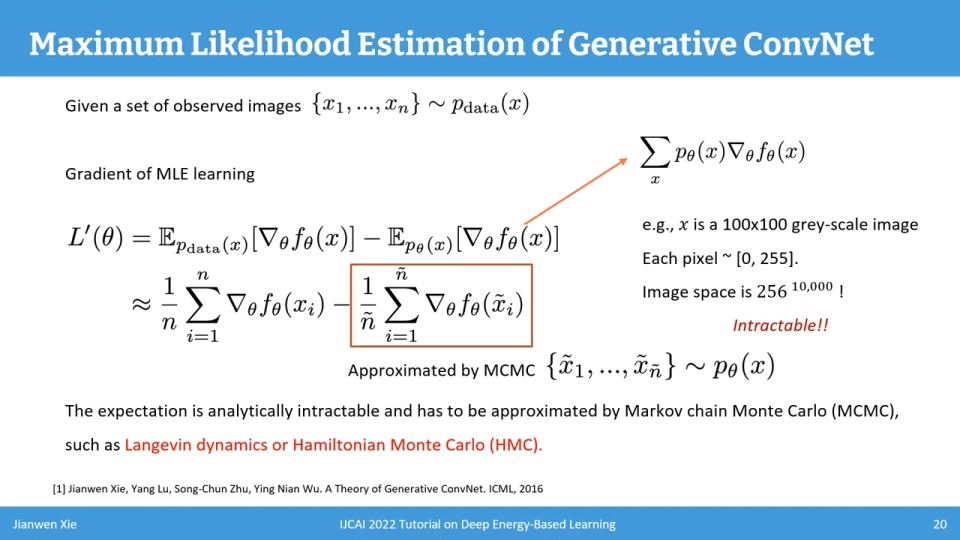 Maximum Likelihood Estimation of Generative ConvNet
Given a set of observed images {x₁, ..., xₙ} ~ p_data(x)
∑ₓ p_θ(x)∇_θ f_θ(x)
Gradient of MLE learning
L′(θ) = 𝔼_{p_data(x)}[∇_θ f_θ(x)] − 𝔼_{p_θ(x)}[∇_θ f_θ(x)]
≈ 1/n ∑_{i=1}^{n} ∇_θ f_θ(x_i) − 1/ñ ∑_{i=1}^{ñ} ∇_θ f_θ(x̃_i)
e.g., x is a 100x100 grey-scale image
Each pixel ~ [0, 255].
Image space is 256^{10,000} !
Intractable!!
Approximated by MCMC {x̃₁, ..., x̃_ñ} ~ p_θ(x)
The expectation is analytically intractable and has to be approximated by Markov chain Monte Carlo (MCMC),
such as Langevin dynamics or Hamiltonian Monte Carlo (HMC).
[1] Jianwen Xie, Yang Lu, Song-Chun Zhu, Ying Nian Wu. A Theory of Generative ConvNet. ICML, 2016
Jianwen Xie
IJCAI 2022 Tutorial on Deep Energy-Based Learning
20